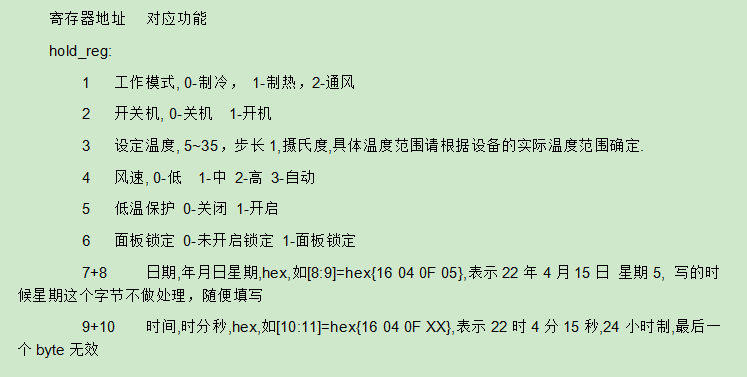 寄存器地址 对应功能
hold_reg:
1 工作模式, 0-制冷， 1-制热，2-通风
2 开关机, 0-关机 1-开机
3 设定温度, 5~35，步长 1,摄氏度,具体温度范围请根据设备的实际温度范围确定.
4 风速, 0-低 1-中 2-高 3-自动
5 低温保护 0-关闭 1-开启
6 面板锁定 0-未开启锁定 1-面板锁定
7+8 日期,年月日星期,hex,如[8:9]=hex{16 04 0F 05},表示 22 年 4 月 15 日 星期 5, 写的时
候星期这个字节不做处理，随便填写
9+10 时间,时分秒,hex,如[10:11]=hex{16 04 0F XX},表示 22 时 4 分 15 秒,24 小时制,最后一
个 byte 无效